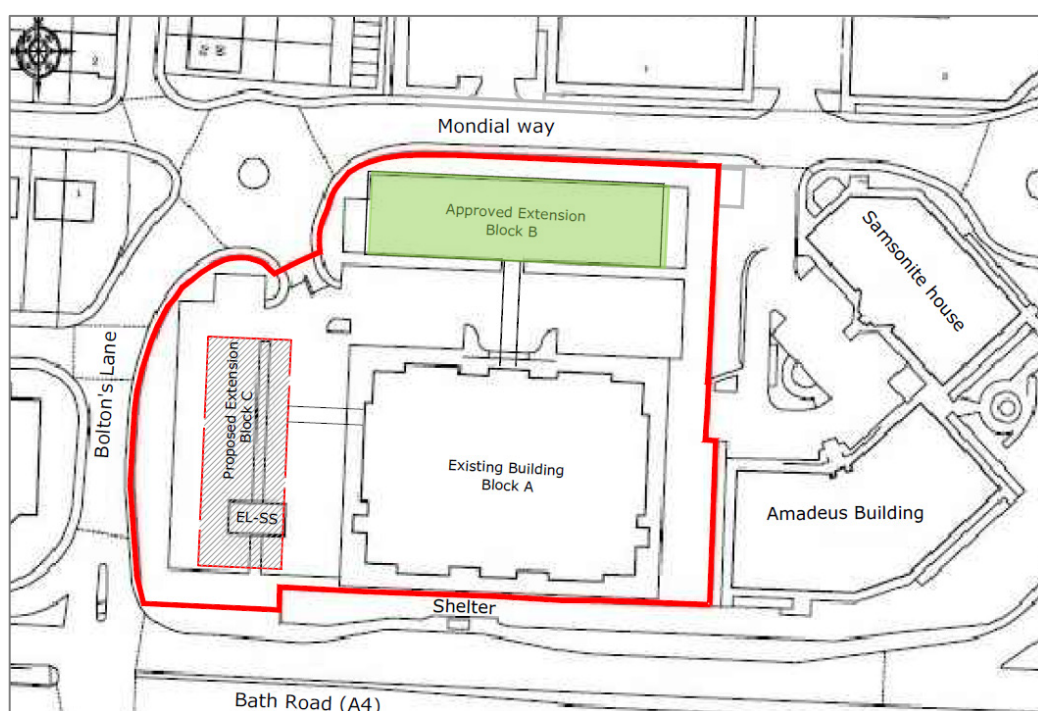 Mondial way
Approved Extension
Block B
Samsonite house
Bolton's Lane
Proposed Extension
Block C
EL-SS
Existing Building
Block A
Amadeus Building
Shelter
Bath Road (A4)